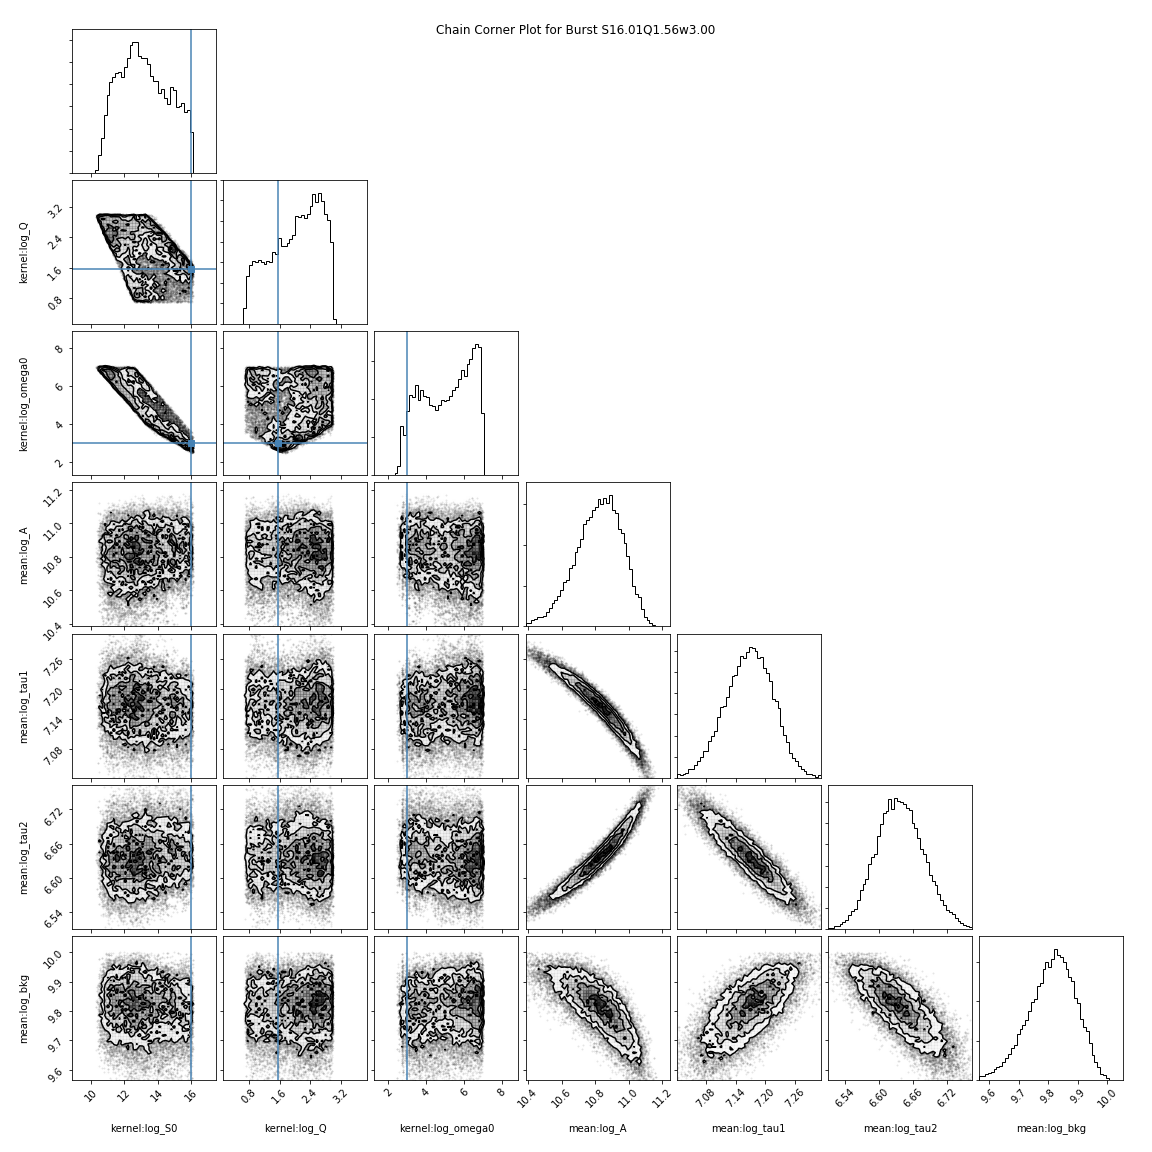 Chain Corner Plot for Burst S16.01Q1.56w3.00
kernel:log_Q
3.2
2.4
1.6
0.8
kernel:log_omega0
8
6
4
2
mean:log_A
11.2
11.0
10.8
10.6
10.4
mean:log_tau1
7.26
7.20
7.14
7.08
mean:log_tau2
6.72
6.66
6.60
6.54
mean:log_bkg
10.0
9.9
9.8
9.7
9.6
10 12 14 16
0.8 1.6 2.4 3.2
2 4 6 8
10.4 10.6 10.8 11.0 11.2
7.08 7.14 7.20 7.26
6.54 6.60 6.66 6.72
9.6 9.7 9.8 9.9 10.0
kernel:log_S0 kernel:log_Q kernel:log_omega0 mean:log_A mean:log_tau1 mean:log_tau2 mean:log_bkg